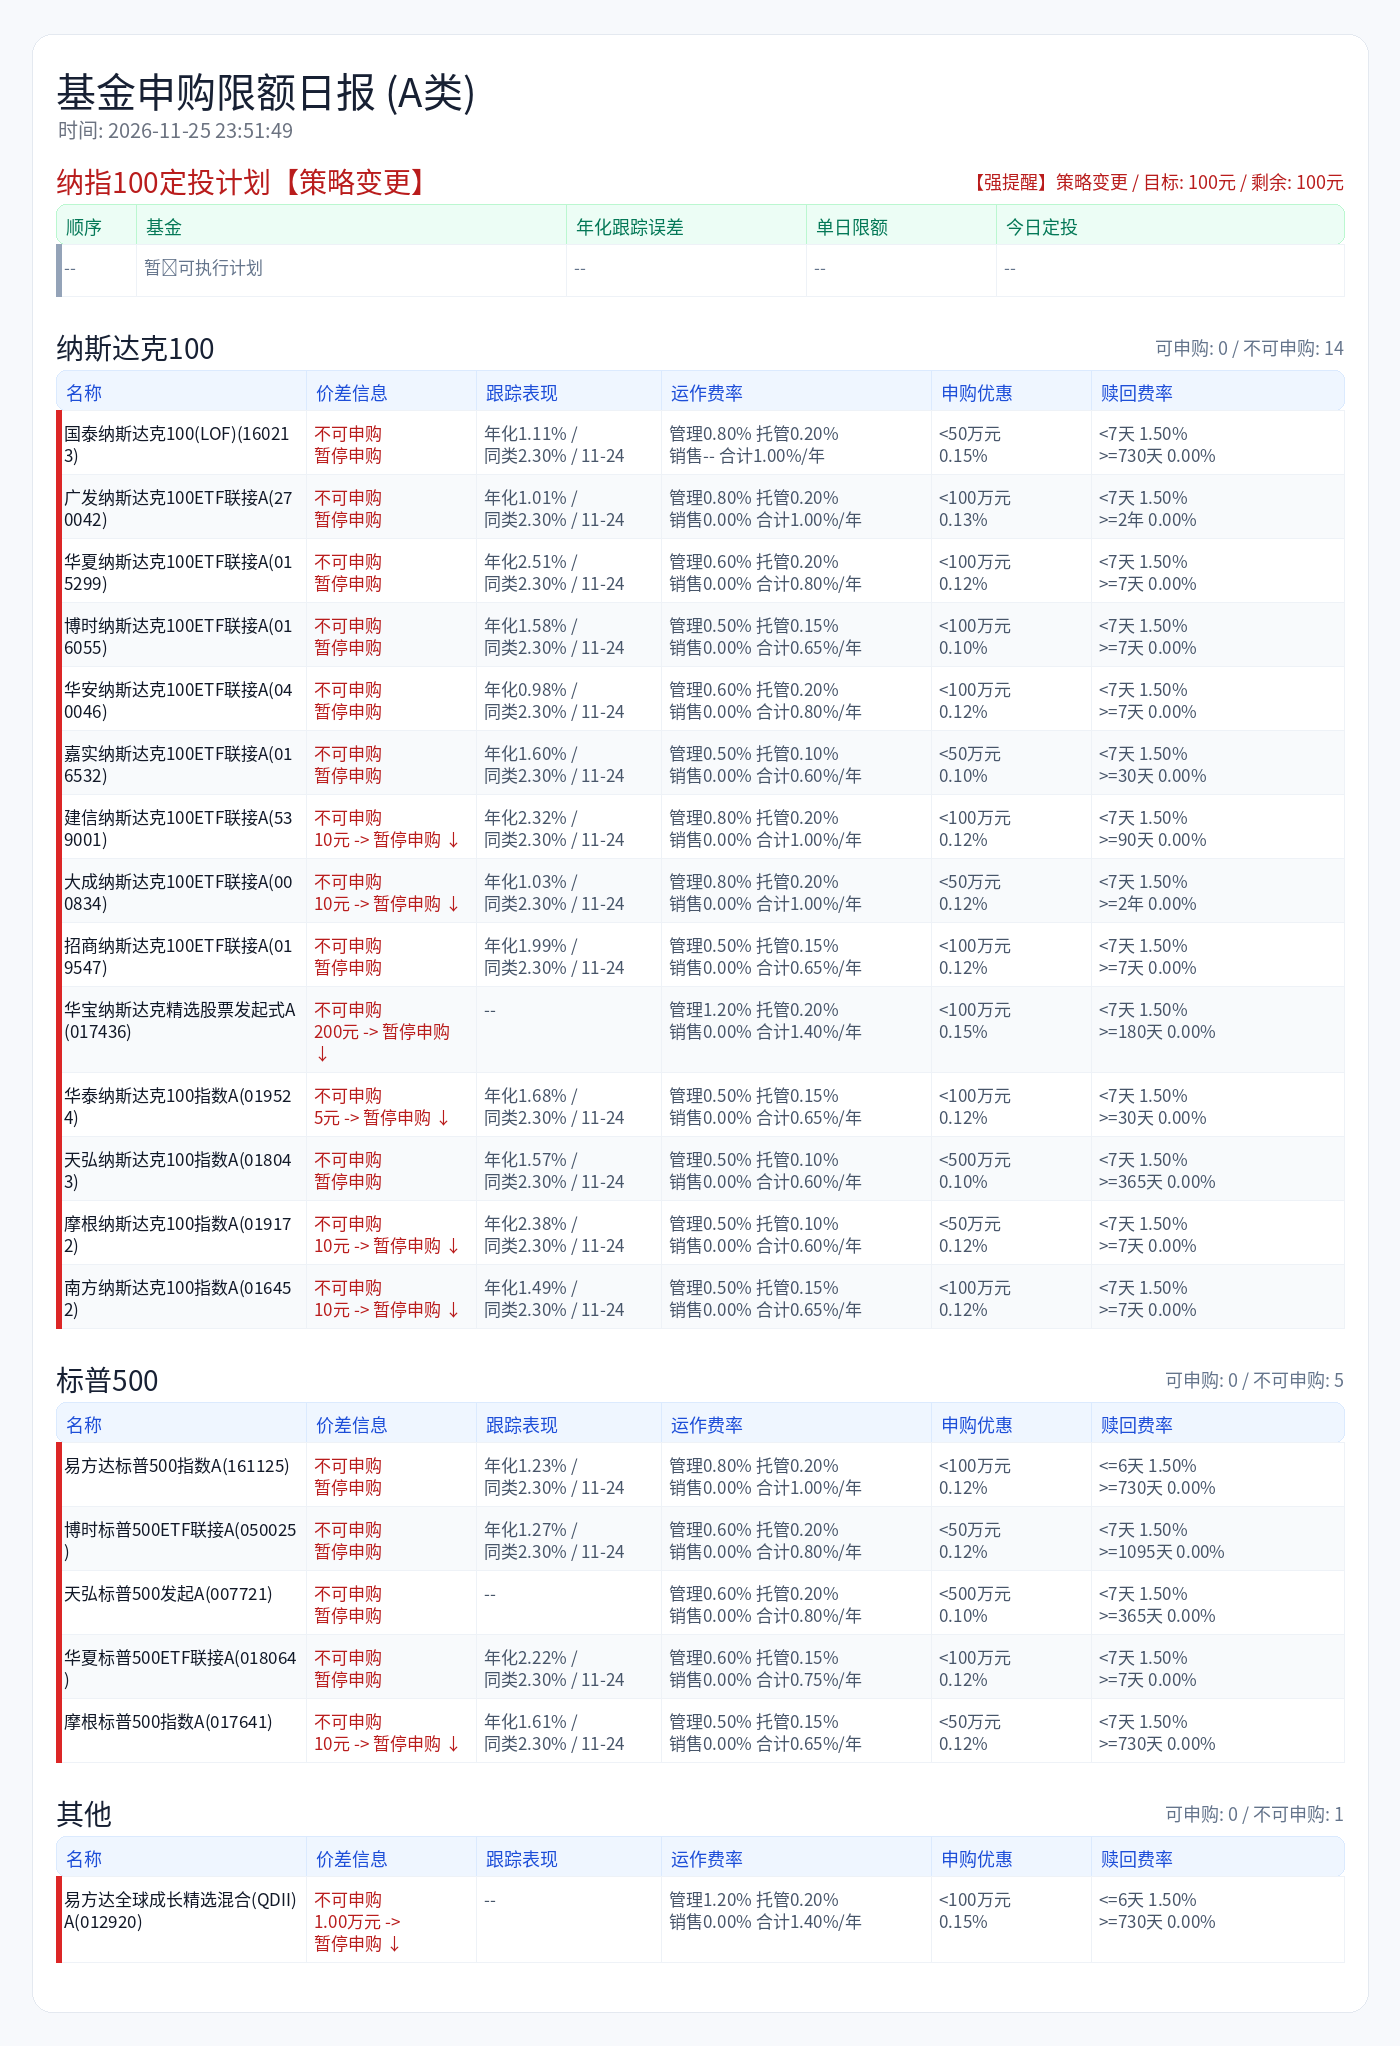 基金申购限额日报 (A类)
时间: 2026-11-25 23:51:49
纳指100定投计划【策略变更】
【强提醒】策略变更 / 目标: 100元 / 剩余: 100元
顺序 基金 年化跟踪误差 单日限额 今日定投
-- 暂可执行计划 -- -- --
纳斯达克100
可申购: 0 / 不可申购: 14
名称 价差信息 跟踪表现 运作费率 申购优惠 赎回费率
国泰纳斯达克100(LOF)(16021 不可申购 年化1.11% / 管理0.80% 托管0.20% <50万元 <7天 1.50%
3) 暂停申购 同类2.30% / 11-24 销售-- 合计1.00%/年 0.15% >=730天 0.00%
广发纳斯达克100ETF联接A(27 不可申购 年化1.01% / 管理0.80% 托管0.20% <100万元 <7天 1.50%
0042) 暂停申购 同类2.30% / 11-24 销售0.00% 合计1.00%/年 0.13% >=2年 0.00%
华夏纳斯达克100ETF联接A(01 不可申购 年化2.51% / 管理0.60% 托管0.20% <100万元 <7天 1.50%
5299) 暂停申购 同类2.30% / 11-24 销售0.00% 合计0.80%/年 0.12% >=7天 0.00%
博时纳斯达克100ETF联接A(01 不可申购 年化1.58% / 管理0.50% 托管0.15% <100万元 <7天 1.50%
6055) 暂停申购 同类2.30% / 11-24 销售0.00% 合计0.65%/年 0.10% >=7天 0.00%
华安纳斯达克100ETF联接A(04 不可申购 年化0.98% / 管理0.60% 托管0.20% <100万元 <7天 1.50%
0046) 暂停申购 同类2.30% / 11-24 销售0.00% 合计0.80%/年 0.12% >=7天 0.00%
嘉实纳斯达克100ETF联接A(01 不可申购 年化1.60% / 管理0.50% 托管0.10% <50万元 <7天 1.50%
6532) 暂停申购 同类2.30% / 11-24 销售0.00% 合计0.60%/年 0.10% >=30天 0.00%
建信纳斯达克100ETF联接A(53 不可申购 年化2.32% / 管理0.80% 托管0.20% <100万元 <7天 1.50%
9001) 10元 -> 暂停申购 ↓ 同类2.30% / 11-24 销售0.00% 合计1.00%/年 0.12% >=90天 0.00%
大成纳斯达克100ETF联接A(00 不可申购 年化1.03% / 管理0.80% 托管0.20% <50万元 <7天 1.50%
0834) 10元 -> 暂停申购 ↓ 同类2.30% / 11-24 销售0.00% 合计1.00%/年 0.12% >=2年 0.00%
招商纳斯达克100ETF联接A(01 不可申购 年化1.99% / 管理0.50% 托管0.15% <100万元 <7天 1.50%
9547) 暂停申购 同类2.30% / 11-24 销售0.00% 合计0.65%/年 0.12% >=7天 0.00%
华宝纳斯达克精选股票发起式A 不可申购 -- 管理1.20% 托管0.20% <100万元 <7天 1.50%
(017436) 200元 -> 暂停申购 销售0.00% 合计1.40%/年 0.15% >=180天 0.00%
↓
华泰纳斯达克100指数A(01952 不可申购 年化1.68% / 管理0.50% 托管0.15% <100万元 <7天 1.50%
4) 5元 -> 暂停申购 ↓ 同类2.30% / 11-24 销售0.00% 合计0.65%/年 0.12% >=30天 0.00%
天弘纳斯达克100指数A(01804 不可申购 年化1.57% / 管理0.50% 托管0.10% <500万元 <7天 1.50%
3) 暂停申购 同类2.30% / 11-24 销售0.00% 合计0.60%/年 0.10% >=365天 0.00%
摩根纳斯达克100指数A(01917 不可申购 年化2.38% / 管理0.50% 托管0.10% <50万元 <7天 1.50%
2) 10元 -> 暂停申购 ↓ 同类2.30% / 11-24 销售0.00% 合计0.60%/年 0.12% >=7天 0.00%
南方纳斯达克100指数A(01645 不可申购 年化1.49% / 管理0.50% 托管0.15% <100万元 <7天 1.50%
2) 10元 -> 暂停申购 ↓ 同类2.30% / 11-24 销售0.00% 合计0.65%/年 0.12% >=7天 0.00%
标普500
可申购: 0 / 不可申购: 5
名称 价差信息 跟踪表现 运作费率 申购优惠 赎回费率
易方达标普500指数A(161125) 不可申购 年化1.23% / 管理0.80% 托管0.20% <100万元 <=6天 1.50%
暂停申购 同类2.30% / 11-24 销售0.00% 合计1.00%/年 0.12% >=730天 0.00%
博时标普500ETF联接A(050025 不可申购 年化1.27% / 管理0.60% 托管0.20% <50万元 <7天 1.50%
) 暂停申购 同类2.30% / 11-24 销售0.00% 合计0.80%/年 0.12% >=1095天 0.00%
天弘标普500发起A(007721) 不可申购 -- 管理0.60% 托管0.20% <500万元 <7天 1.50%
暂停申购 销售0.00% 合计0.80%/年 0.10% >=365天 0.00%
华夏标普500ETF联接A(018064 不可申购 年化2.22% / 管理0.60% 托管0.15% <100万元 <7天 1.50%
) 暂停申购 同类2.30% / 11-24 销售0.00% 合计0.75%/年 0.12% >=7天 0.00%
摩根标普500指数A(017641) 不可申购 年化1.61% / 管理0.50% 托管0.15% <50万元 <7天 1.50%
10元 -> 暂停申购 ↓ 同类2.30% / 11-24 销售0.00% 合计0.65%/年 0.12% >=730天 0.00%
其他
可申购: 0 / 不可申购: 1
名称 价差信息 跟踪表现 运作费率 申购优惠 赎回费率
易方达全球成长精选混合(QDII) 不可申购 -- 管理1.20% 托管0.20% <100万元 <=6天 1.50%
A(012920) 1.00万元 -> 销售0.00% 合计1.40%/年 0.15% >=730天 0.00%
暂停申购 ↓